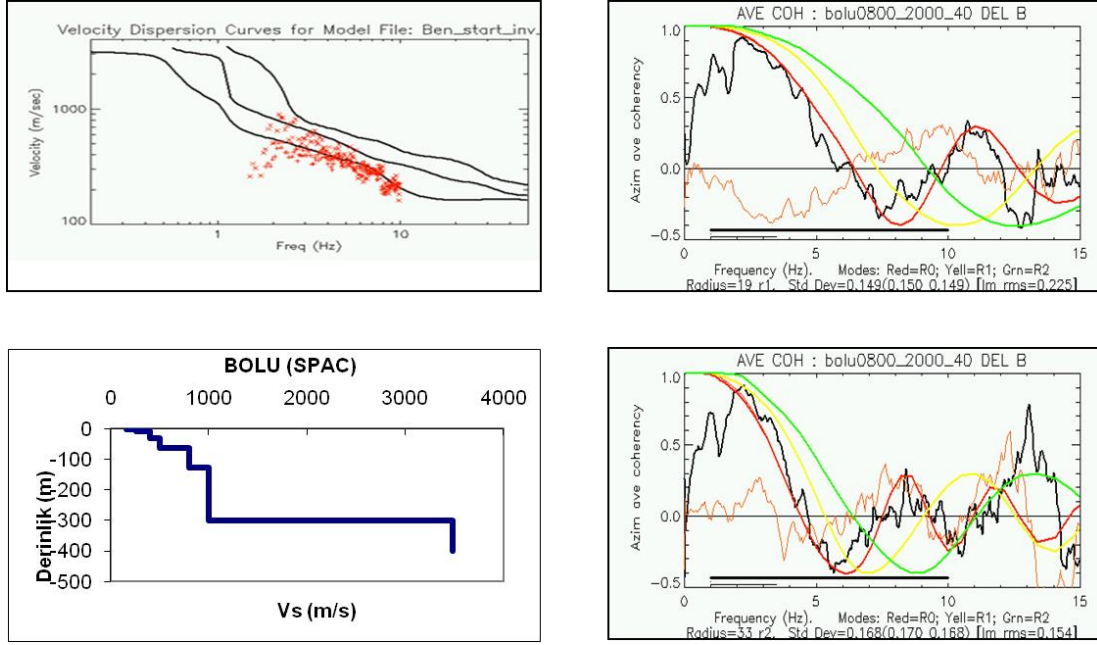 Velocity Dispersion Curves for Model File: Ben_start_inv_
Velocity (m/sec)
1000
100
1
10
Freq (Hz)
AVE COH : bolu0800_2000_40 DEL B
Azim ave coherency
1.0
0.5
0.0
-0.5
0
5
10
15
Frequency (Hz). Modes: Red=R0; Yell=R1; Grn=R2
Radius=19 r1. Std Dev=0.149(0.150 0.149) [Im rms=0.225]
BOLU (SPAC)
0
1000
2000
3000
4000
Derinlik (m)
0
-100
-200
-300
-400
-500
Vs (m/s)
AVE COH : bolu0800_2000_40 DEL B
Azim ave coherency
1.0
0.5
0.0
-0.5
0
5
10
15
Frequency (Hz). Modes: Red=R0; Yell=R1; Grn=R2
Radius=33 r2. Std Dev=0.168(0.170 0.168) [Im rms=0.154]